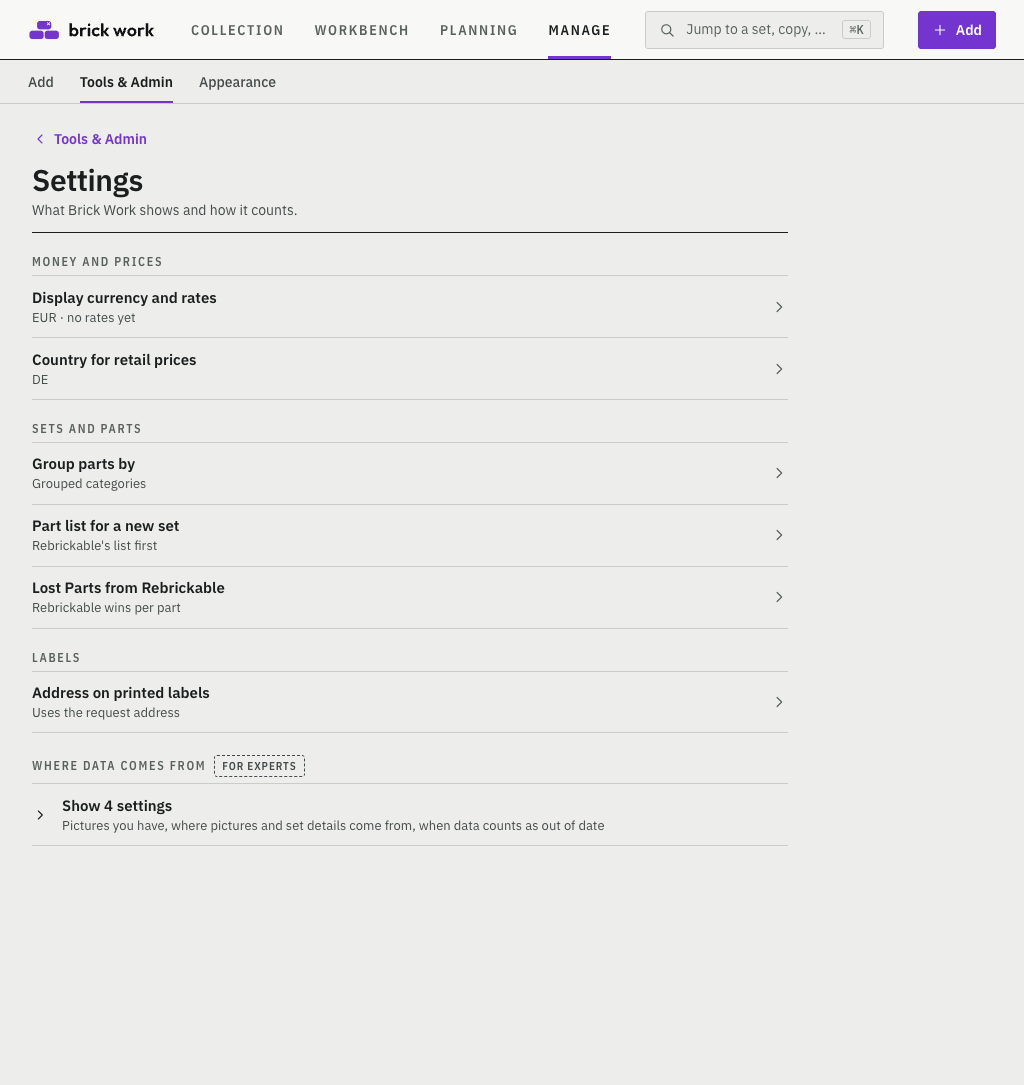 brick work
COLLECTION
WORKBENCH
PLANNING
MANAGE
Jump to a set, copy, ...
⌘K
Add
Add
Tools & Admin
Appearance
Tools & Admin
Settings
What Brick Work shows and how it counts.
MONEY AND PRICES
Display currency and rates
EUR · no rates yet
Country for retail prices
DE
SETS AND PARTS
Group parts by
Grouped categories
Part list for a new set
Rebrickable's list first
Lost Parts from Rebrickable
Rebrickable wins per part
LABELS
Address on printed labels
Uses the request address
WHERE DATA COMES FROM
FOR EXPERTS
Show 4 settings
Pictures you have, where pictures and set details come from, when data counts as out of date